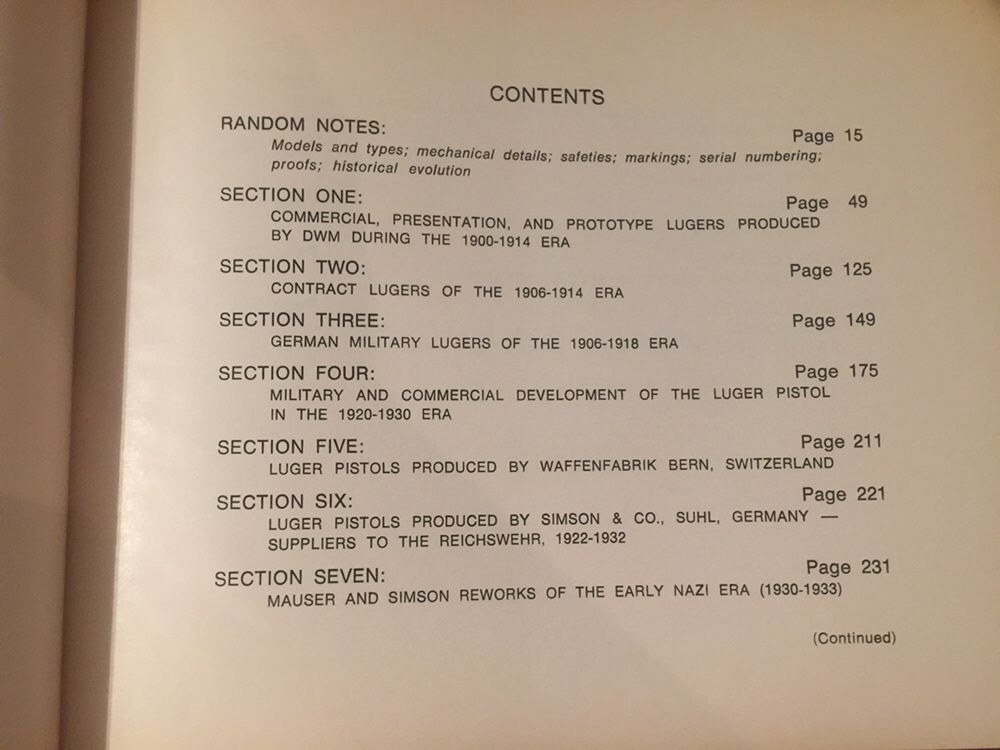 CONTENTS
RANDOM NOTES: Page 15
Models and types; mechanical details; safeties; markings; serial numbering;
proofs; historical evolution
SECTION ONE: Page 49
COMMERCIAL, PRESENTATION, AND PROTOTYPE LUGERS PRODUCED
BY DWM DURING THE 1900-1914 ERA
SECTION TWO: Page 125
CONTRACT LUGERS OF THE 1906-1914 ERA
SECTION THREE: Page 149
GERMAN MILITARY LUGERS OF THE 1906-1918 ERA
SECTION FOUR: Page 175
MILITARY AND COMMERCIAL DEVELOPMENT OF THE LUGER PISTOL
IN THE 1920-1930 ERA
SECTION FIVE: Page 211
LUGER PISTOLS PRODUCED BY WAFFENFABRIK BERN, SWITZERLAND
SECTION SIX: Page 221
LUGER PISTOLS PRODUCED BY SIMSON & CO., SUHL, GERMANY —
SUPPLIERS TO THE REICHSWEHR, 1922-1932
SECTION SEVEN: Page 231
MAUSER AND SIMSON REWORKS OF THE EARLY NAZI ERA (1930-1933)
(Continued)